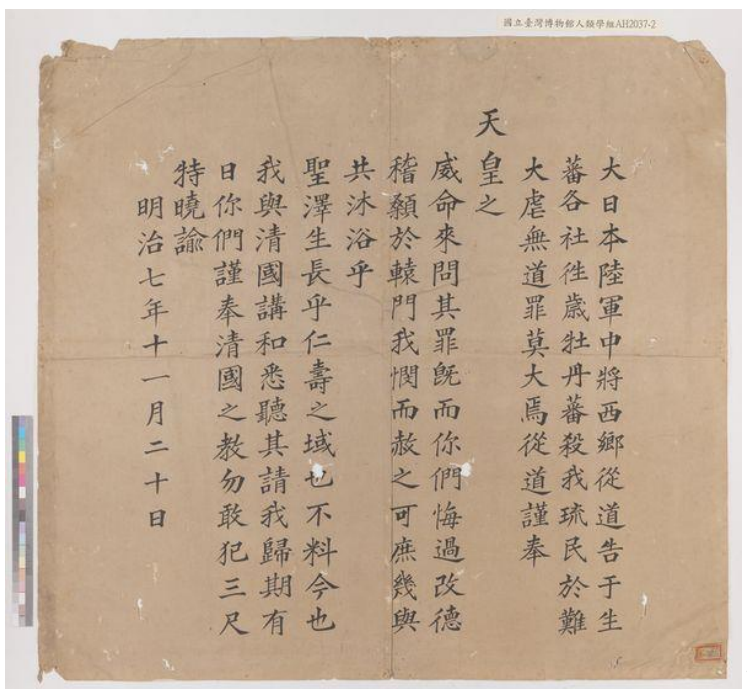 國立臺灣博物館人類學組AH2037-2
大日本陸軍中將西鄉從道告于生
蕃各社徃歲牡丹蕃殺我琉民於難
大虐無道罪莫大焉從道謹奉
天皇之
威命來問其罪既而你們悔過改德
稽顙於轅門我憫而赦之可庶幾與
共沐浴乎
聖澤生長乎仁壽之域也不料今也
我與清國講和悉聽其請我歸期有
日你們謹奉清國之教勿敢犯三尺
特曉諭
明治七年十一月二十日